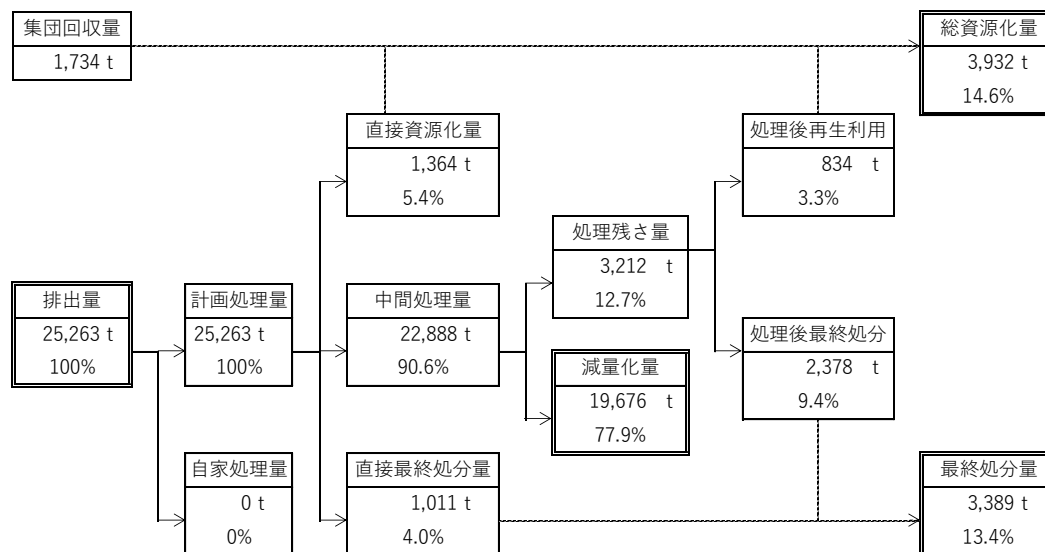 集団回収量
1,734 t
総資源化量
3,932 t
14.6%
直接資源化量
1,364 t
5.4%
処理後再生利用
834 t
3.3%
処理残さ量
3,212 t
12.7%
排出量
25,263 t
100%
計画処理量
25,263 t
100%
中間処理量
22,888 t
90.6%
減量化量
19,676 t
77.9%
処理後最終処分
2,378 t
9.4%
自家処理量
0 t
0%
直接最終処分量
1,011 t
4.0%
最終処分量
3,389 t
13.4%